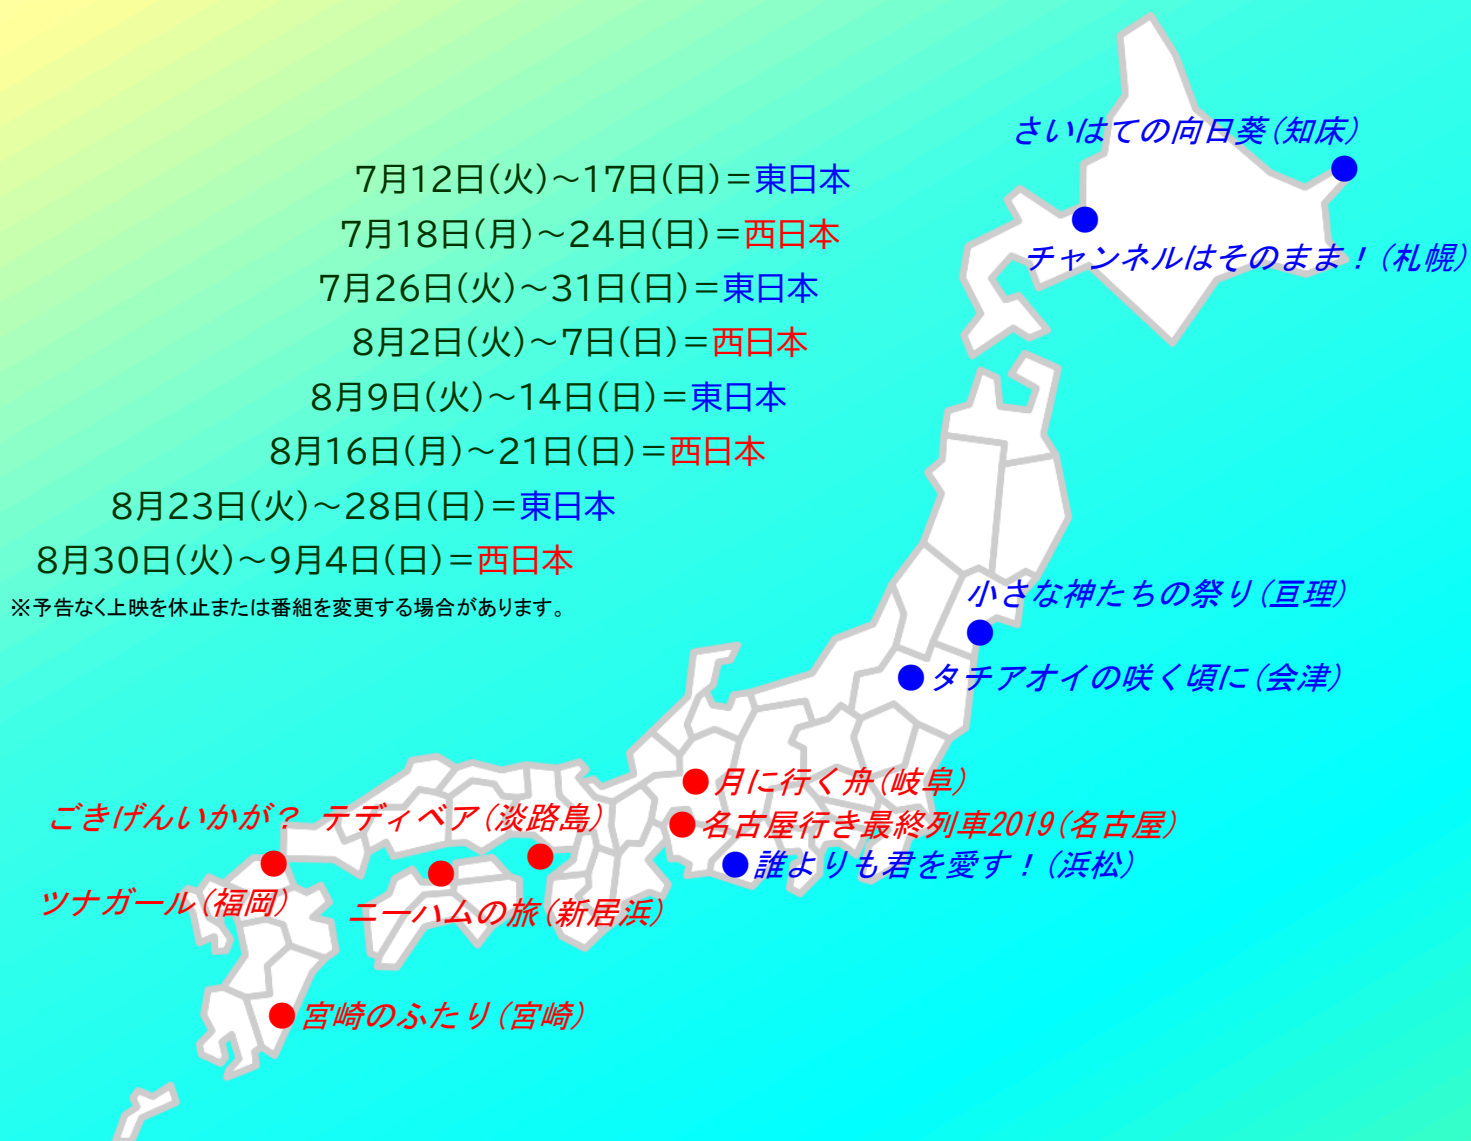 さいはての向日葵(知床)
7月12日(火)～17日(日)＝東日本
7月18日(月)～24日(日)＝西日本
チャンネルはそのまま！(札幌)
7月26日(火)～31日(日)＝東日本
8月2日(火)～7日(日)＝西日本
8月9日(火)～14日(日)＝東日本
8月16日(月)～21日(日)＝西日本
8月23日(火)～28日(日)＝東日本
8月30日(火)～9月4日(日)＝西日本
※予告なく上映を休止または番組を変更する場合があります。
小さな神たちの祭り(亘理)
タチアオイの咲く頃に(会津)
月に行く舟(岐阜)
ごきげんいかが？ テディベア(淡路島)
名古屋行き最終列車2019(名古屋)
誰よりも君を愛す！(浜松)
ツナガール(福岡)
ニーハムの旅(新居浜)
宮崎のふたり(宮崎)